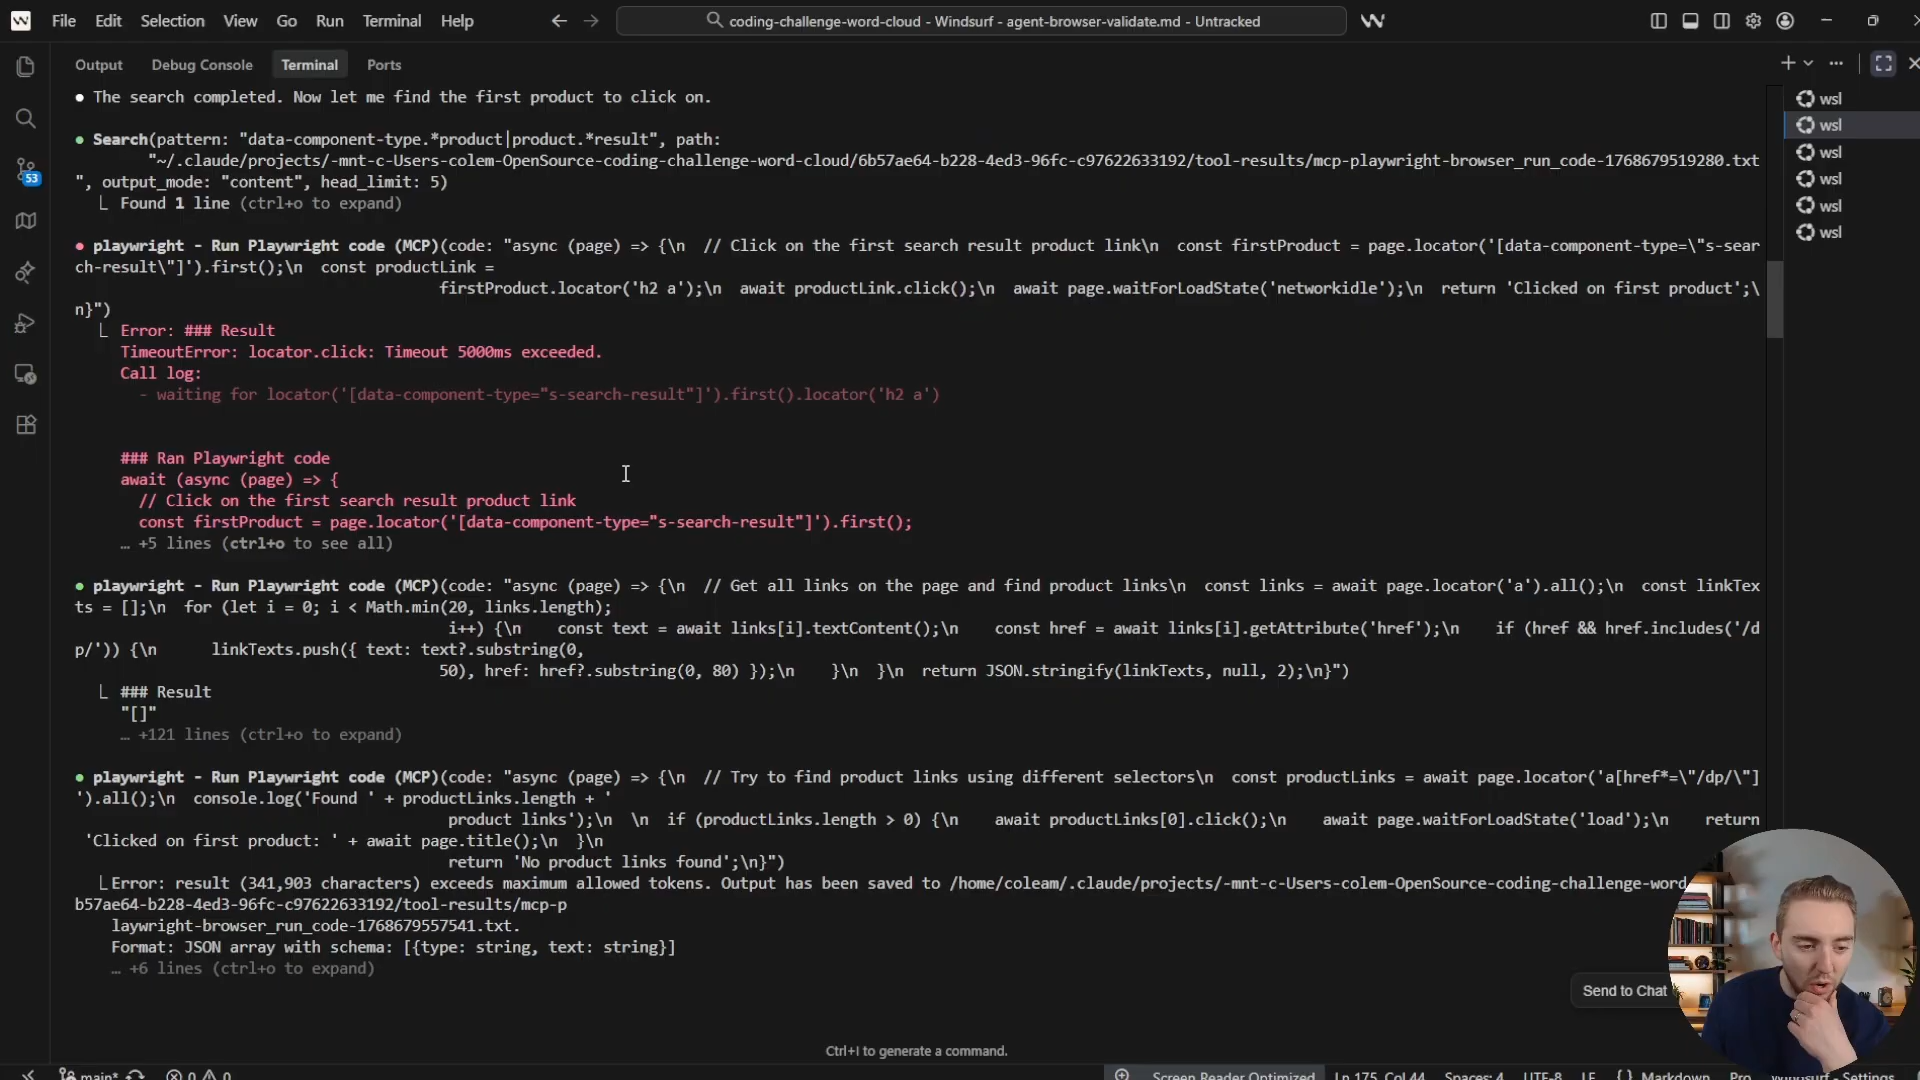 File Edit Selection View Go Run Terminal Help
coding-challenge-word-cloud - Windsurf - agent-browser-validate.md - Untracked
Output Debug Console Terminal Ports
● The search completed. Now let me find the first product to click on.
● Search(pattern: "data-component-type.*product|product.*result", path:
"~/.claude/projects/-mnt-c-Users-colem-OpenSource-coding-challenge-word-cloud/6b57ae64-b228-4ed3-96fc-c97622633192/tool-results/mcp-playwright-browser_run_code-1768679519280.txt
", output_mode: "content", head_limit: 5)
⎣ Found 1 line (ctrl+o to expand)
● playwright - Run Playwright code (MCP)(code: "async (page) => {\n  // Click on the first search result product link\n  const firstProduct = page.locator('[data-component-type=\"s-sear
ch-result\"]').first();\n  const productLink =
firstProduct.locator('h2 a');\n  await productLink.click();\n  await page.waitForLoadState('networkidle');\n  return 'Clicked on first product';\
n}")
⎣ Error: ### Result
TimeoutError: locator.click: Timeout 5000ms exceeded.
Call log:
- waiting for locator('[data-component-type="s-search-result"]').first().locator('h2 a')
### Ran Playwright code
await (async (page) => {
// Click on the first search result product link
const firstProduct = page.locator('[data-component-type="s-search-result"]').first();
… +5 lines (ctrl+o to see all)
● playwright - Run Playwright code (MCP)(code: "async (page) => {\n  // Get all links on the page and find product links\n  const links = await page.locator('a').all();\n  const linkTex
ts = [];\n  for (let i = 0; i < Math.min(20, links.length);
i++) {\n    const text = await links[i].textContent();\n    const href = await links[i].getAttribute('href');\n    if (href && href.includes('/d
p/')) {\n      linkTexts.push({ text: text?.substring(0,
50), href: href?.substring(0, 80) });\n    }\n  }\n  return JSON.stringify(linkTexts, null, 2);\n}")
⎣ ### Result
"[]"
… +121 lines (ctrl+o to expand)
● playwright - Run Playwright code (MCP)(code: "async (page) => {\n  // Try to find product links using different selectors\n  const productLinks = await page.locator('a[href*=\"/dp/\"]
').all();\n  console.log('Found ' + productLinks.length + '
product links');\n  \n  if (productLinks.length > 0) {\n    await productLinks[0].click();\n    await page.waitForLoadState('load');\n    return
'Clicked on first product: ' + await page.title();\n  }\n
return 'No product links found';\n}")
⎣ Error: result (341,903 characters) exceeds maximum allowed tokens. Output has been saved to /home/coleam/.claude/projects/-mnt-c-Users-colem-OpenSource-coding-challenge-word
b57ae64-b228-4ed3-96fc-c97622633192/tool-results/mcp-p
laywright-browser_run_code-1768679557541.txt.
Format: JSON array with schema: [{type: string, text: string}]
… +6 lines (ctrl+o to expand)
wsl
wsl
wsl
wsl
wsl
wsl
53
Send to Chat
Ctrl+I to generate a command.
main* 0 0 Screen Reader Optimized Ln 175, Col 44 Spaces: 4 UTF-8 LF { } Markdown Pro Windsurf - Settings